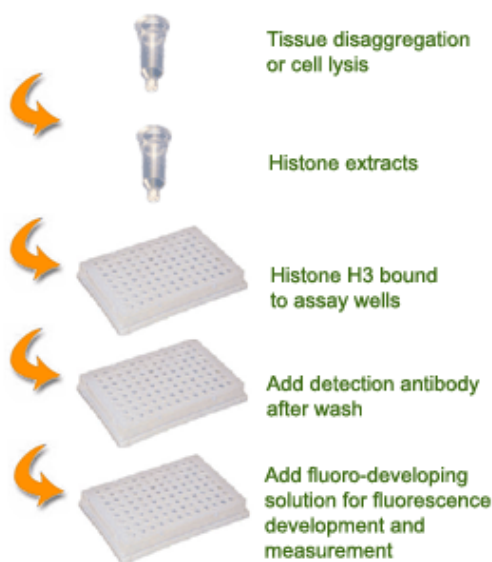 Tissue disaggregation
or cell lysis
Histone extracts
Histone H3 bound
to assay wells
Add detection antibody
after wash
Add fluoro-developing
solution for fluorescence
development and
measurement